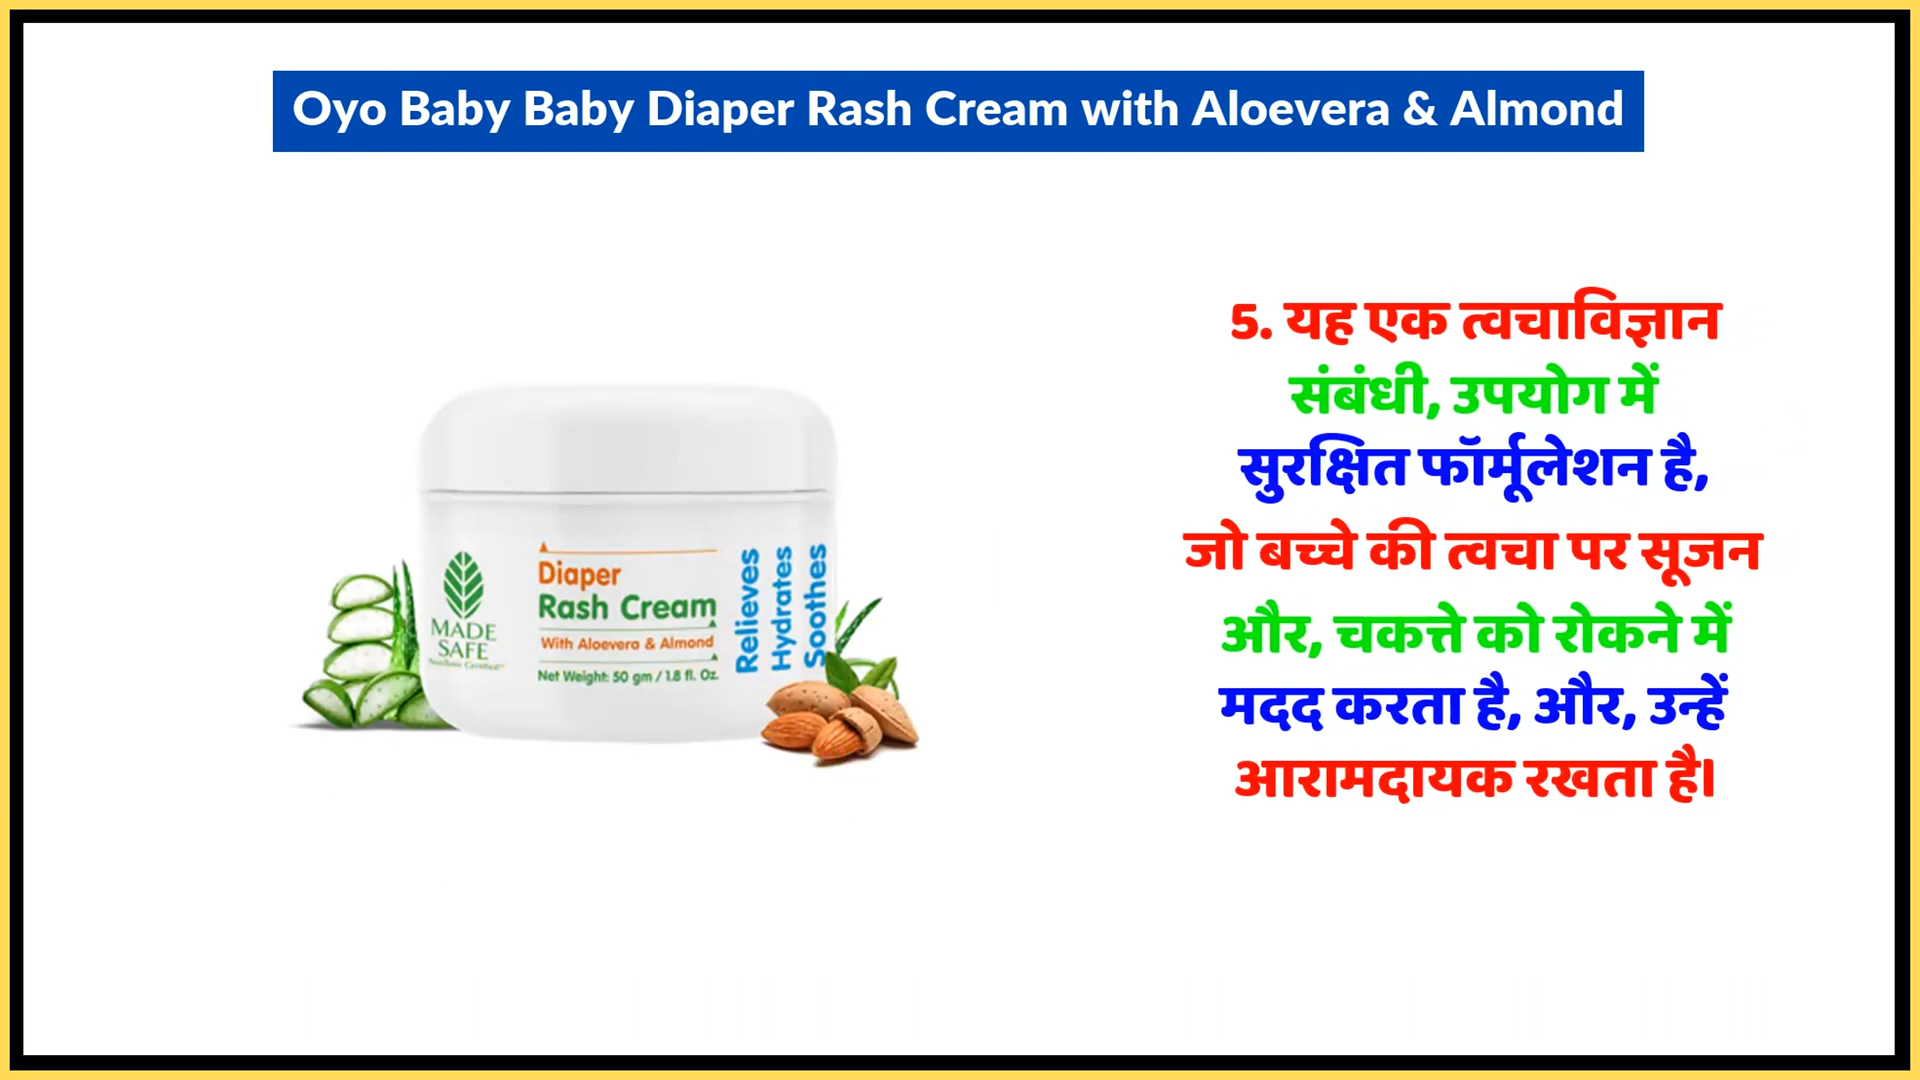 Oyo Baby Baby Diaper Rash Cream with Aloevera & Almond
MADE
SAFE
Diaper
Rash Cream
With Aloevera & Almond
Net Weight: 50 gm / 1.8 fl. Oz.
Relieves
Hydrates
Soothes
5. यह एक त्वचाविज्ञान
संबंधी, उपयोग में
सुरक्षित फॉर्मूलेशन है,
जो बच्चे की त्वचा पर सूजन
और, चकत्ते को रोकने में
मदद करता है, और, उन्हें
आरामदायक रखता है।